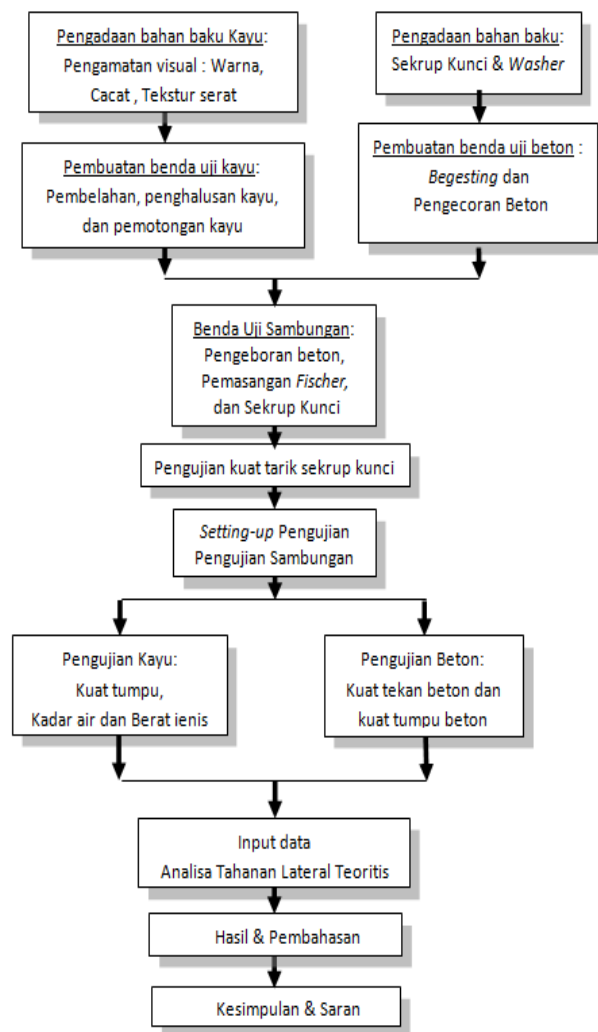 Pengadaan bahan baku Kayu:
Pengamatan visual : Warna,
Cacat , Tekstur serat
Pengadaan bahan baku:
Sekrup Kunci & Washer
Pembuatan benda uji kayu:
Pembelahan, penghalusan kayu,
dan pemotongan kayu
Pembuatan benda uji beton :
Begesting dan
Pengecoran Beton
Benda Uji Sambungan:
Pengeboran beton,
Pemasangan Fischer,
dan Sekrup Kunci
Pengujian kuat tarik sekrup kunci
Setting-up Pengujian
Pengujian Sambungan
Pengujian Kayu:
Kuat tumpu,
Kadar air dan Berat ienis
Pengujian Beton:
Kuat tekan beton dan
kuat tumpu beton
Input data
Analisa Tahanan Lateral Teoritis
Hasil & Pembahasan
Kesimpulan & Saran